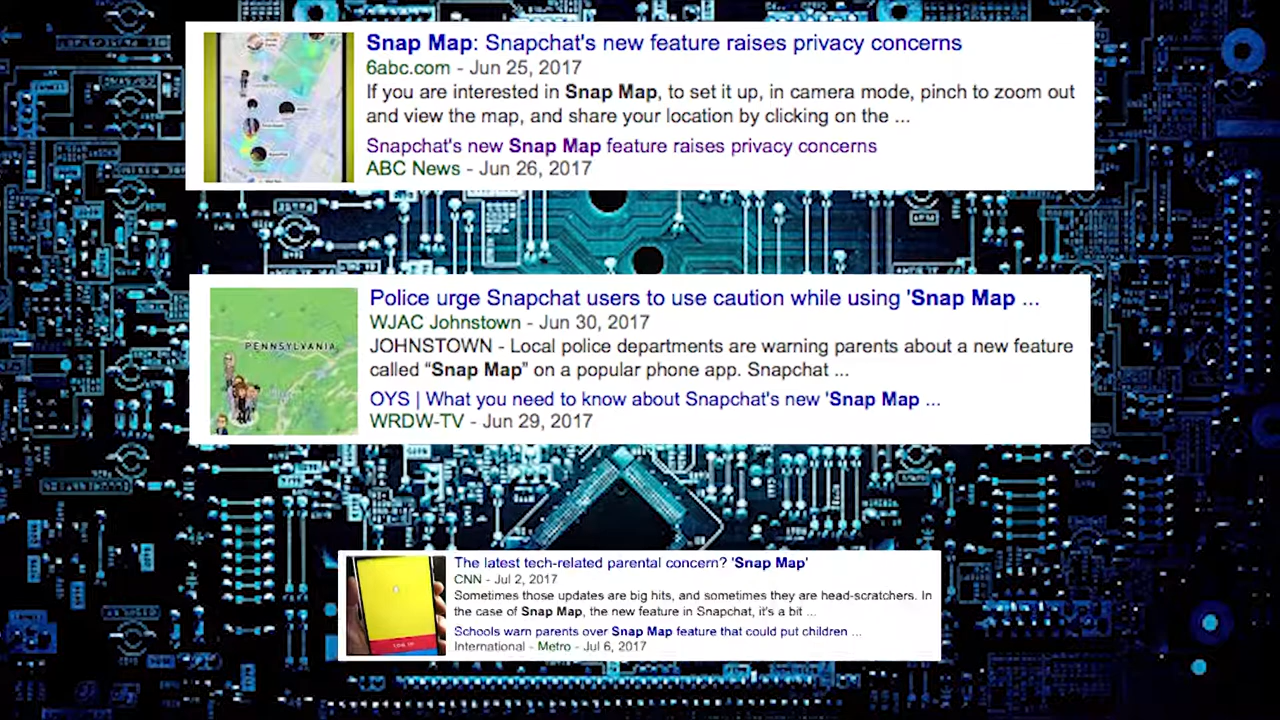 Snap Map: Snapchat's new feature raises privacy concerns
6abc.com - Jun 25, 2017
If you are interested in Snap Map, to set it up, in camera mode, pinch to zoom out
and view the map, and share your location by clicking on the ...
Snapchat's new Snap Map feature raises privacy concerns
ABC News - Jun 26, 2017
Police urge Snapchat users to use caution while using 'Snap Map ...
WJAC Johnstown - Jun 30, 2017
PENNSYLVANIA
JOHNSTOWN - Local police departments are warning parents about a new feature
called “Snap Map” on a popular phone app. Snapchat ...
OYS | What you need to know about Snapchat's new 'Snap Map ...
WRDW-TV - Jun 29, 2017
The latest tech-related parental concern? 'Snap Map'
CNN - Jul 2, 2017
Sometimes those updates are big hits, and sometimes they are head-scratchers. In
the case of Snap Map, the new feature in Snapchat, it's a bit ...
Schools warn parents over Snap Map feature that could put children ...
International - Metro - Jul 6, 2017